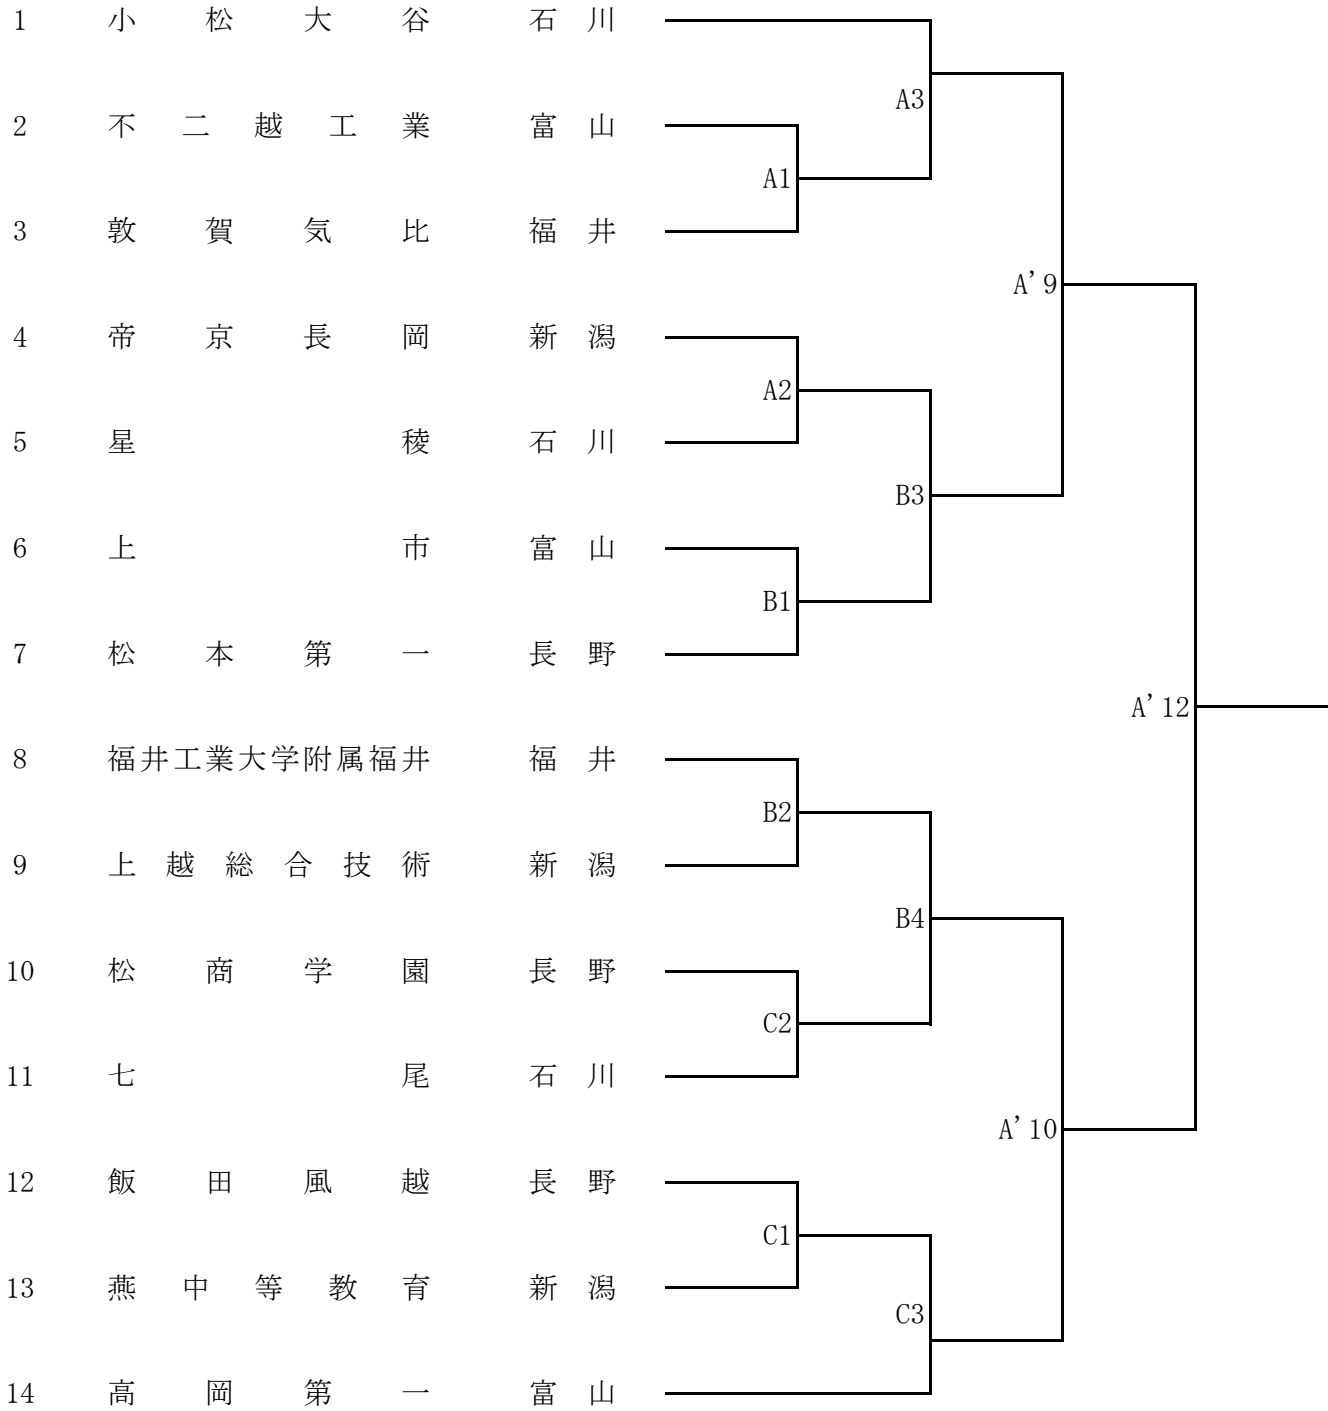 1 小松大谷 石川
A3
2 不二越工業 富山
A1
3 敦賀気比 福井
A'9
4 帝京長岡 新潟
A2
5 星稜 石川
B3
6 上市 富山
B1
7 松本第一 長野
A'12
8 福井工業大学附属福井 福井
B2
9 上越総合技術 新潟
B4
10 松商学園 長野
C2
11 七尾 石川
A'10
12 飯田風越 長野
C1
13 燕中等教育 新潟
C3
14 高岡第一 富山